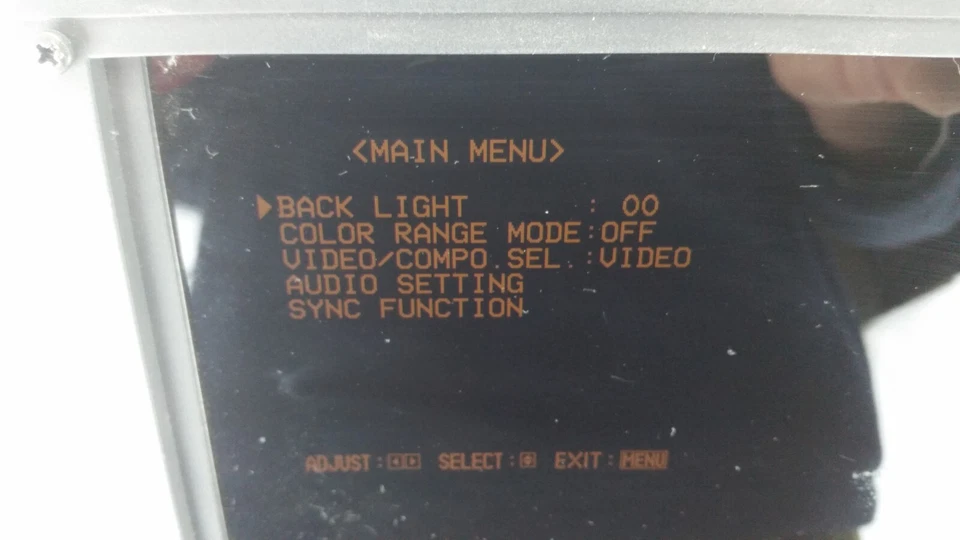 <MAIN MENU>
▶BACK LIGHT : 00
COLOR RANGE MODE:OFF
VIDEO/COMPO.SEL.:VIDEO
AUDIO SETTING
SYNC FUNCTION
ADJUST:◀▶ SELECT:♦ EXIT:MENU